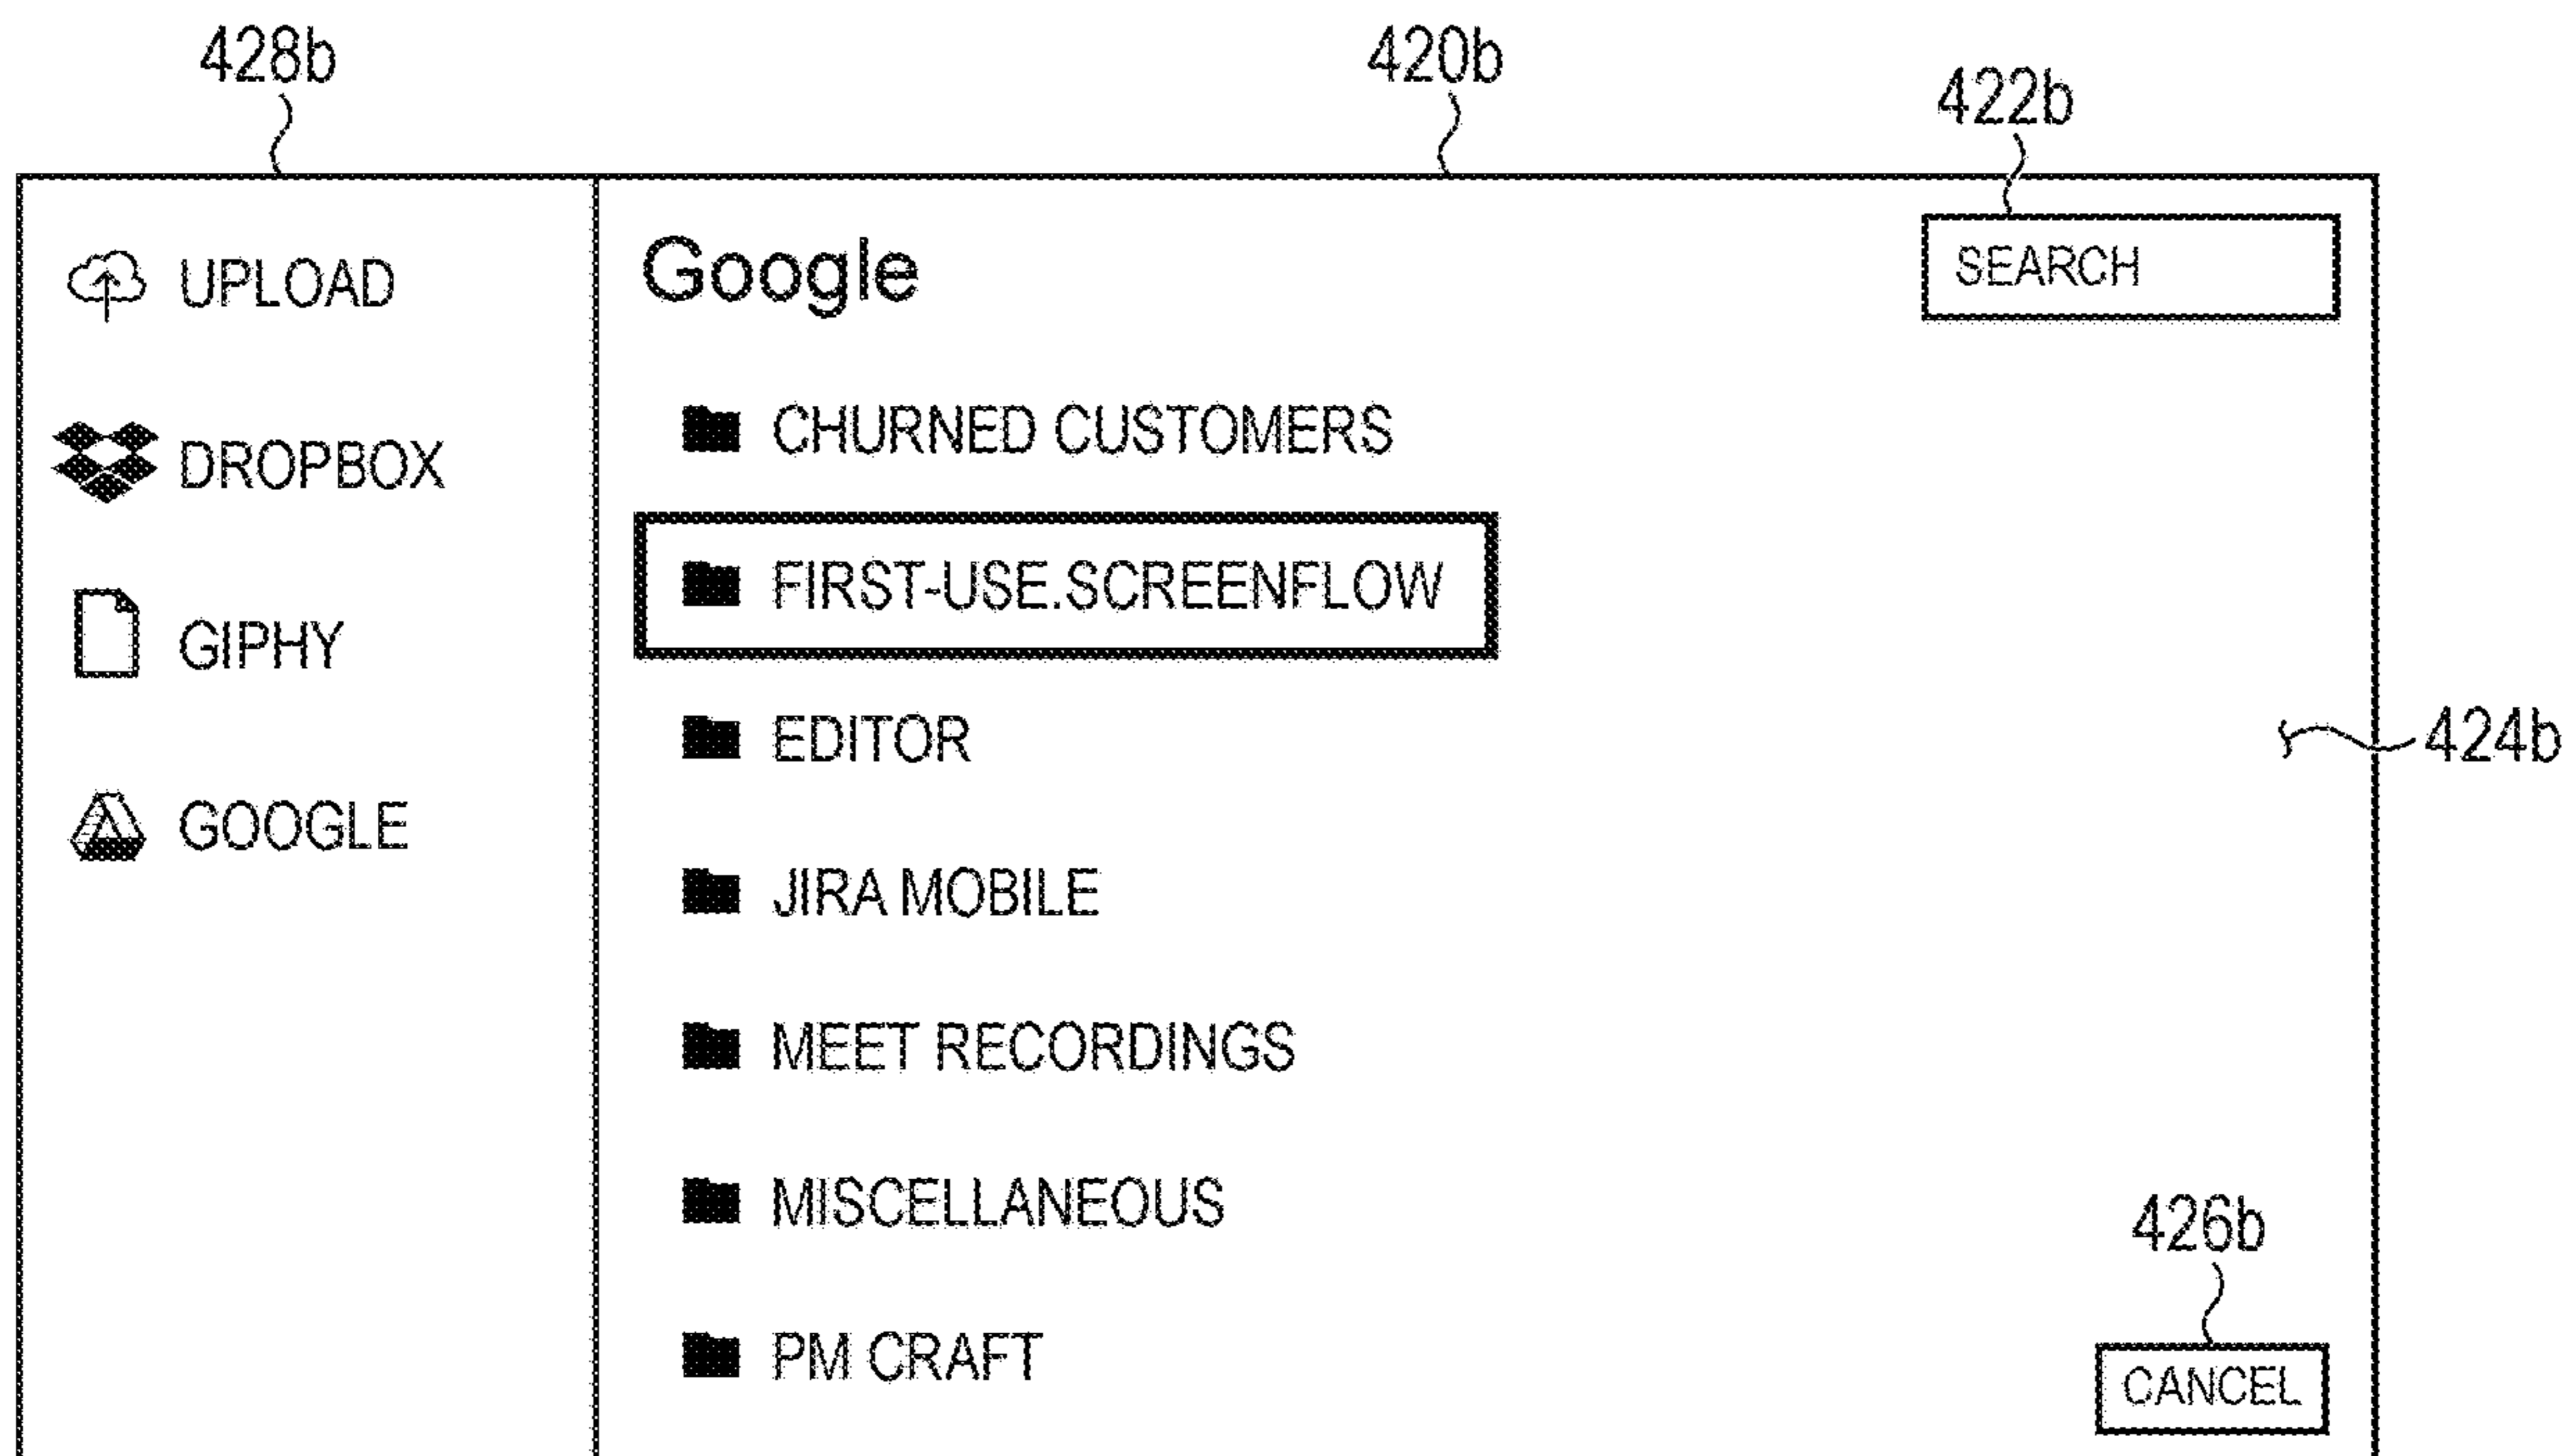 428b
420b
422b
UPLOAD
DROPBOX
GIPHY
GOOGLE
Google
SEARCH
CHURNED CUSTOMERS
FIRST-USE.SCREENFLOW
EDITOR
JIRA MOBILE
MEET RECORDINGS
MISCELLANEOUS
PM CRAFT
424b
426b
CANCEL